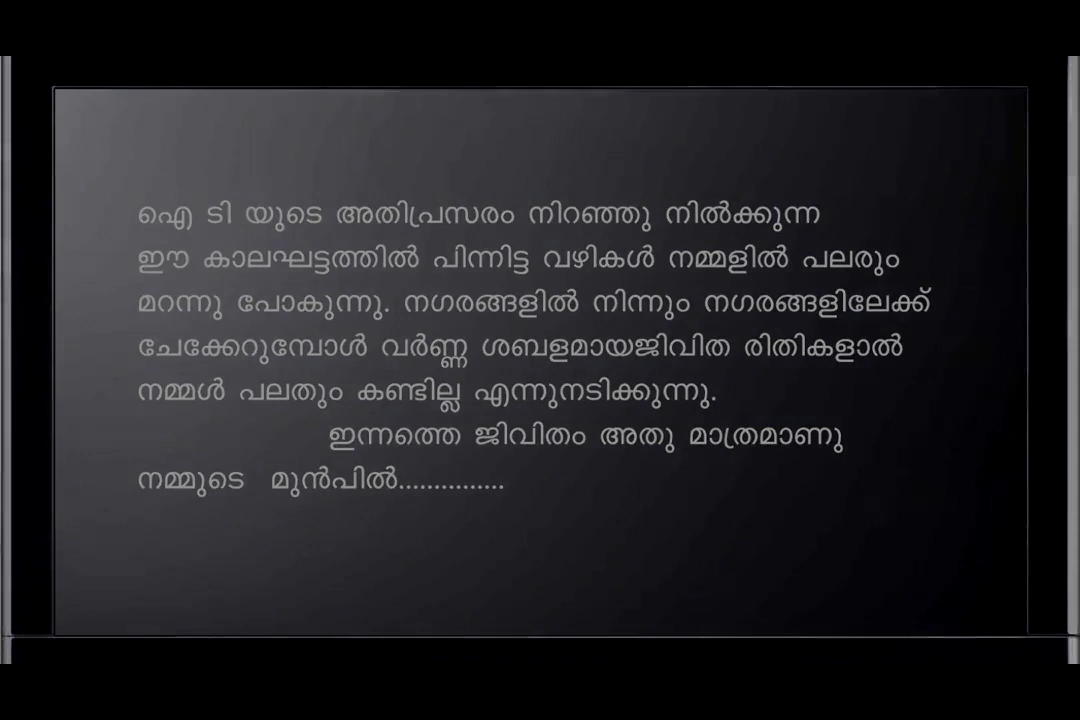 ഐ ടി യുടെ അതിപ്രസരം നിറഞ്ഞു നിൽക്കുന്ന
ഈ കാലഘട്ടത്തിൽ പിന്നിട്ട വഴികൾ നമ്മളിൽ പലരും
മറന്നു പോകുന്നു. നഗരങ്ങളിൽ നിന്നും നഗരങ്ങളിലേക്ക്
ചേക്കേറുമ്പോൾ വർണ്ണ ശബളമായജിവിത രിതികളാൽ
നമ്മൾ പലതും കണ്ടില്ല എന്നുനടിക്കുന്നു.
ഇന്നത്തെ ജിവിതം അതു മാത്രമാണു
നമ്മുടെ മുൻപിൽ...............